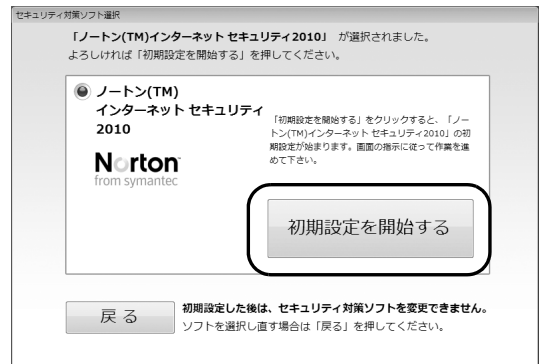 セキュリティ対策ソフト選択
「ノートン(TM)インターネット セキュリティ2010」 が選択されました。
よろしければ「初期設定を開始する」を押してください。
ノートン(TM)
インターネット セキュリティ
2010
「初期設定を開始する」をクリックすると、「ノー
トン(TM)インターネット セキュリティ2010」の初
期設定が始まります。画面の指示に従って作業を進
めて下さい。
Norton
from symantec
初期設定を開始する
戻る
初期設定した後は、セキュリティ対策ソフトを変更できません。
ソフトを選択し直す場合は「戻る」を押してください。